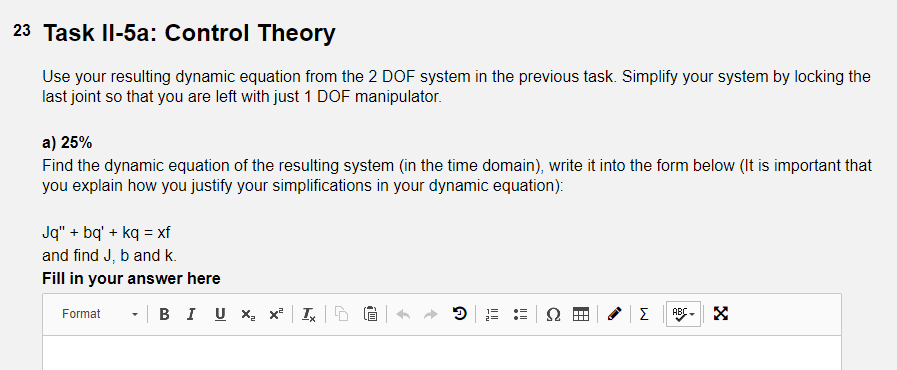 23 Task II-5a: Control Theory
Use your resulting dynamic equation from the 2 DOF system in the previous task. Simplify your system by locking the
last joint so that you are left with just 1 DOF manipulator.
a) 25%
Find the dynamic equation of the resulting system (in the time domain), write it into the form below (It is important that
you explain how you justify your simplifications in your dynamic equation):
Jq" + bq' + kq = xf
and find J, b and k.
Fill in your answer here
Format B I U x₂ x² Iₓ Ω Σ ABC